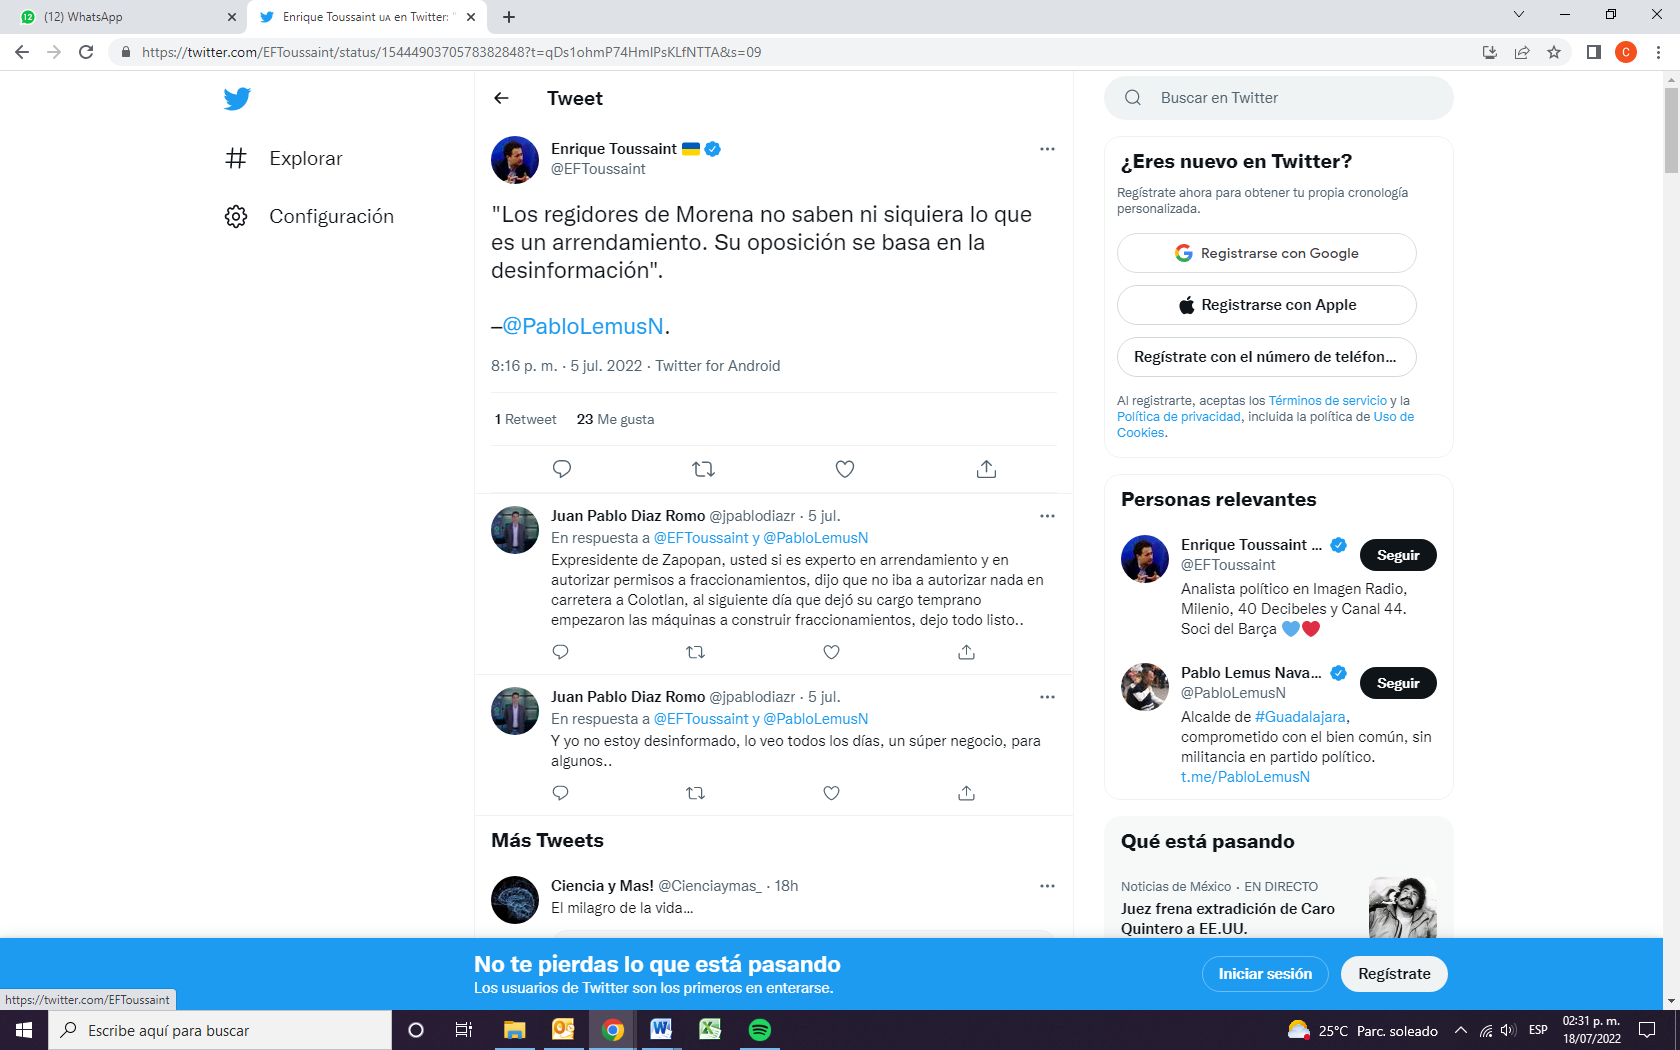 (12) WhatsApp
Enrique Toussaint UA en Twitter: "
https://twitter.com/EFToussaint/status/1544490370578382848?t=qDs1ohmP74HmIPsKLfNTTA&s=09
C
Explorar
Configuración
Tweet
Enrique Toussaint
@EFToussaint
"Los regidores de Morena no saben ni siquiera lo que
es un arrendamiento. Su oposición se basa en la
desinformación".
–@PabloLemusN.
8:16 p. m. · 5 jul. 2022 · Twitter for Android
1 Retweet 23 Me gusta
Juan Pablo Diaz Romo @jpablodiazr · 5 jul.
En respuesta a @EFToussaint y @PabloLemusN
Expresidente de Zapopan, usted si es experto en arrendamiento y en
autorizar permisos a fraccionamientos, dijo que no iba a autorizar nada en
carretera a Colotlan, al siguiente día que dejó su cargo temprano
empezaron las máquinas a construir fraccionamientos, dejo todo listo..
Juan Pablo Diaz Romo @jpablodiazr · 5 jul.
En respuesta a @EFToussaint y @PabloLemusN
Y yo no estoy desinformado, lo veo todos los días, un súper negocio, para
algunos..
Más Tweets
Ciencia y Mas! @Cienciaymas_ · 18h
El milagro de la vida...
Buscar en Twitter
¿Eres nuevo en Twitter?
Regístrate ahora para obtener tu propia cronología
personalizada.
Registrarse con Google
Registrarse con Apple
Regístrate con el número de teléfon...
Al registrarte, aceptas los Términos de servicio y la
Política de privacidad, incluida la política de Uso de
Cookies.
Personas relevantes
Enrique Toussaint ...
@EFToussaint
Seguir
Analista político en Imagen Radio,
Milenio, 40 Decibeles y Canal 44.
Soci del Barça
Pablo Lemus Nava...
@PabloLemusN
Seguir
Alcalde de #Guadalajara,
comprometido con el bien común, sin
militancia en partido político.
t.me/PabloLemusN
Qué está pasando
Noticias de México · EN DIRECTO
Juez frena extradición de Caro
Quintero a EE.UU.
No te pierdas lo que está pasando
Los usuarios de Twitter son los primeros en enterarse.
Iniciar sesión
Regístrate
https://twitter.com/EFToussaint
Escribe aquí para buscar
25°C Parc. soleado
ESP
02:31 p. m.
18/07/2022